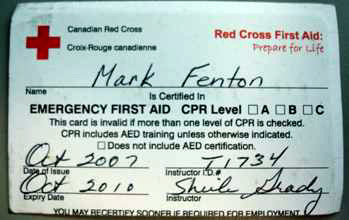 Canadian Red Cross
Croix-Rouge canadienne
Red Cross First Aid:
Prepare for Life
Mark Fenton
Name
Is Certified In
EMERGENCY FIRST AID CPR Level □ A □ B □ C
This card is invalid if more than one level of CPR is checked.
CPR includes AED training unless otherwise indicated.
□ Does not include AED certification.
Oct 2007 T1734
Date of Issue Instructor I.D.#
Oct 2010 Sheila Grady
Expiry Date Instructor
YOU MAY RECERTIFY SOONER IF REQUIRED FOR EMPLOYMENT